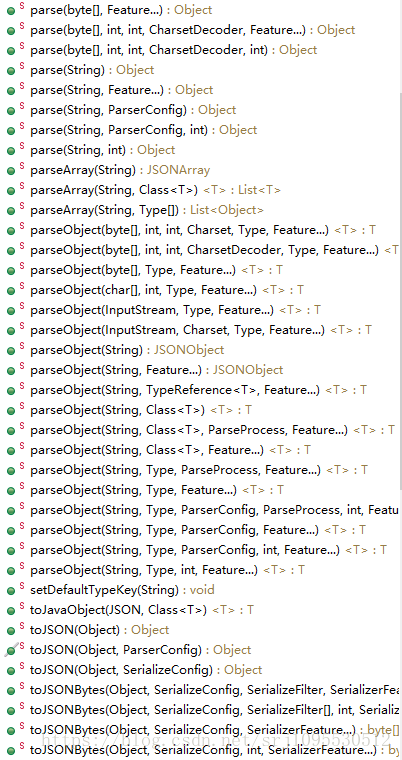 S parse(byte[], Feature...) : Object
S parse(byte[], int, int, CharsetDecoder, Feature...) : Object
S parse(byte[], int, int, CharsetDecoder, int) : Object
S parse(String) : Object
S parse(String, Feature...) : Object
S parse(String, ParserConfig) : Object
S parse(String, ParserConfig, int) : Object
S parse(String, int) : Object
S parseArray(String) : JSONArray
S parseArray(String, Class<T>) <T> : List<T>
S parseArray(String, Type[]) : List<Object>
S parseObject(byte[], int, int, Charset, Type, Feature...) <T> : T
S parseObject(byte[], int, int, CharsetDecoder, Type, Feature...) <T
S parseObject(byte[], Type, Feature...) <T> : T
S parseObject(char[], int, Type, Feature...) <T> : T
S parseObject(InputStream, Type, Feature...) <T> : T
S parseObject(InputStream, Charset, Type, Feature...) <T> : T
S parseObject(String) : JSONObject
S parseObject(String, Feature...) : JSONObject
S parseObject(String, TypeReference<T>, Feature...) <T> : T
S parseObject(String, Class<T>) <T> : T
S parseObject(String, Class<T>, ParseProcess, Feature...) <T> : T
S parseObject(String, Class<T>, Feature...) <T> : T
S parseObject(String, Type, ParseProcess, Feature...) <T> : T
S parseObject(String, Type, Feature...) <T> : T
S parseObject(String, Type, ParserConfig, ParseProcess, int, Featu
S parseObject(String, Type, ParserConfig, Feature...) <T> : T
S parseObject(String, Type, ParserConfig, int, Feature...) <T> : T
S parseObject(String, Type, int, Feature...) <T> : T
S setDefaultTypeKey(String) : void
S toJavaObject(JSON, Class<T>) <T> : T
S toJSON(Object) : Object
S toJSON(Object, ParserConfig) : Object
S toJSON(Object, SerializeConfig) : Object
S toJSONBytes(Object, SerializeConfig, SerializeFilter, SerializerFea
S toJSONBytes(Object, SerializeConfig, SerializeFilter[], int, Serializ
S toJSONBytes(Object, SerializeConfig, SerializerFeature...) : byte[]
S toJSONBytes(Object, SerializeConfig, int, SerializerFeature...) : by